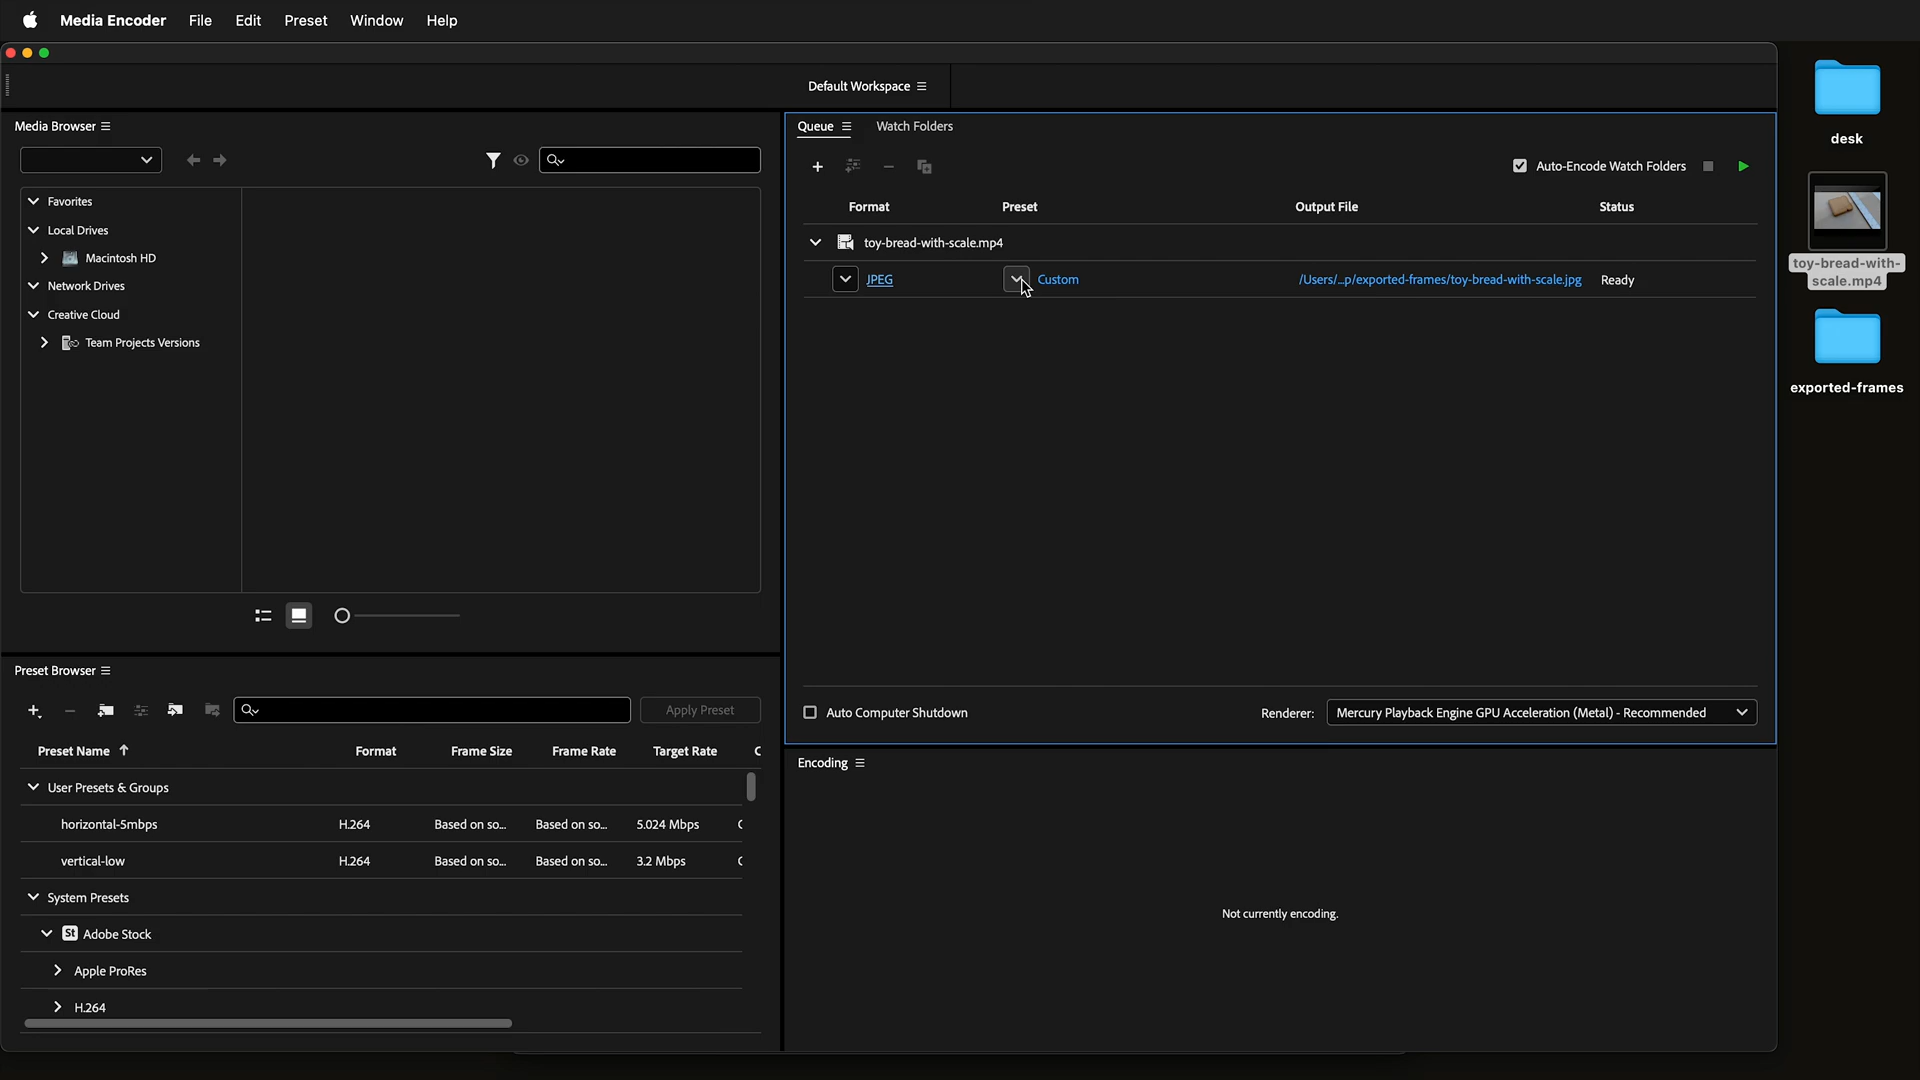 Media Encoder File Edit Preset Window Help
Default Workspace
Media Browser
Favorites
Local Drives
Macintosh HD
Network Drives
Creative Cloud
Team Projects Versions
Queue Watch Folders
Auto-Encode Watch Folders
Format Preset Output File Status
toy-bread-with-scale.mp4
JPEG Custom /Users/...p/exported-frames/toy-bread-with-scale.jpg Ready
Auto Computer Shutdown
Renderer: Mercury Playback Engine GPU Acceleration (Metal) - Recommended
Preset Browser
Apply Preset
Preset Name Format Frame Size Frame Rate Target Rate C
User Presets & Groups
horizontal-5mbps H.264 Based on so... Based on so... 5.024 Mbps
vertical-low H.264 Based on so... Based on so... 3.2 Mbps
System Presets
St Adobe Stock
Apple ProRes
H.264
Encoding
Not currently encoding.
desk
toy-bread-with-
scale.mp4
exported-frames